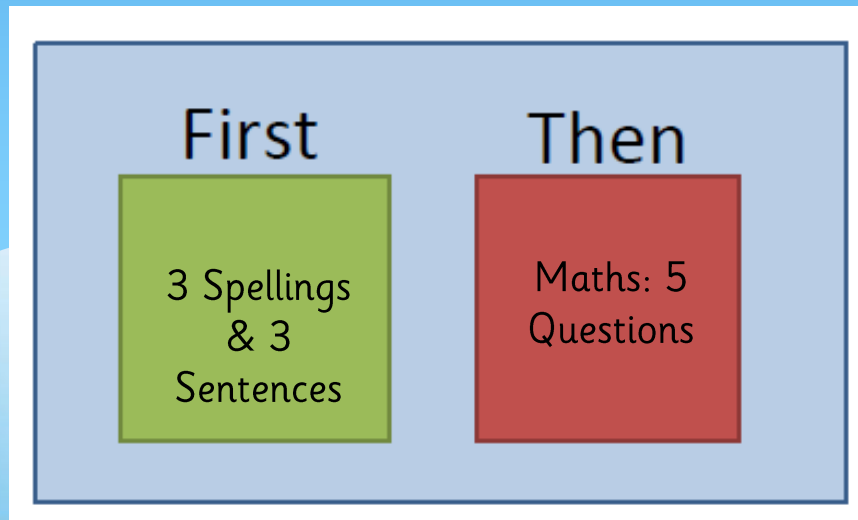 First
3 Spellings
& 3
Sentences
Then
Maths: 5
Questions